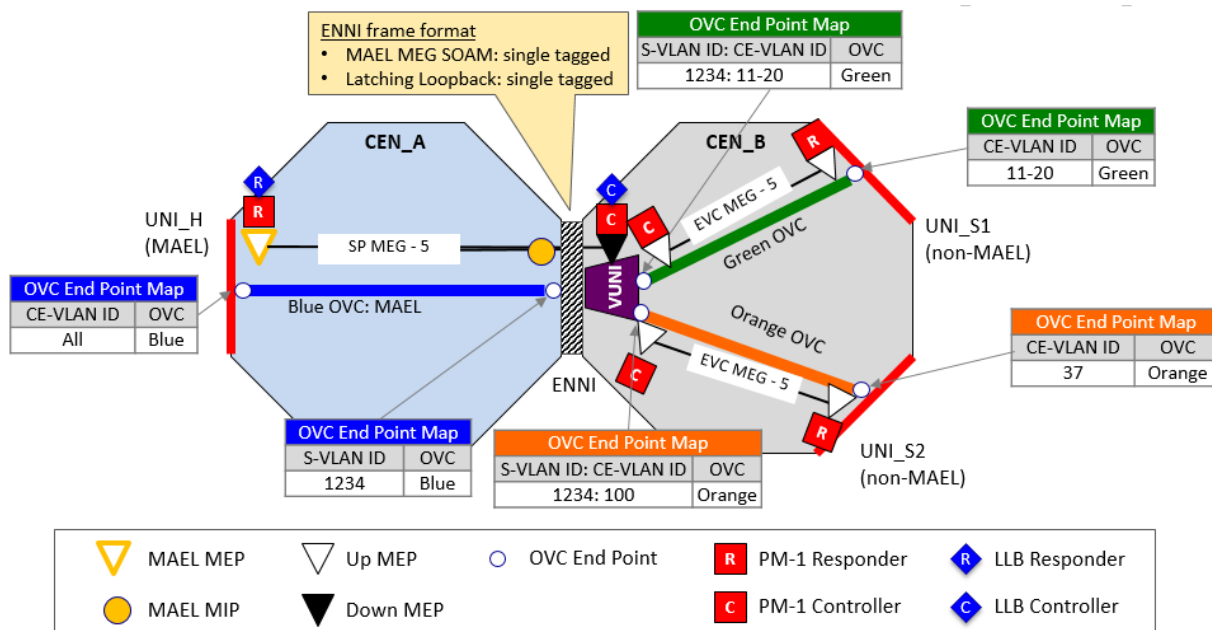 ENNI frame format
• MAEL MEG SOAM: single tagged
• Latching Loopback: single tagged
OVC End Point Map
S-VLAN ID: CE-VLAN ID OVC
1234: 11-20 Green
OVC End Point Map
CE-VLAN ID OVC
11-20 Green
CEN_A
CEN_B
R
R
C
C
C
R
UNI_H
(MAEL)
SP MEG - 5
EVC MEG - 5
Green OVC
UNI_S1
(non-MAEL)
VUNI
OVC End Point Map
CE-VLAN ID OVC
All Blue
Blue OVC: MAEL
Orange OVC
OVC End Point Map
CE-VLAN ID OVC
37 Orange
EVC MEG - 5
C
R
ENNI
OVC End Point Map
S-VLAN ID OVC
1234 Blue
OVC End Point Map
S-VLAN ID: CE-VLAN ID OVC
1234: 100 Orange
UNI_S2
(non-MAEL)
MAEL MEP
Up MEP
OVC End Point
R PM-1 Responder
R LLB Responder
MAEL MIP
Down MEP
C PM-1 Controller
C LLB Controller